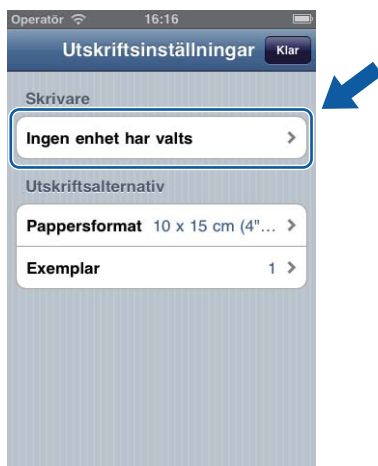 Operatör 16:16
Utskriftsinställningar Klar
Skrivare
Ingen enhet har valts
Utskriftsalternativ
Pappersformat 10 x 15 cm (4"...
Exemplar 1